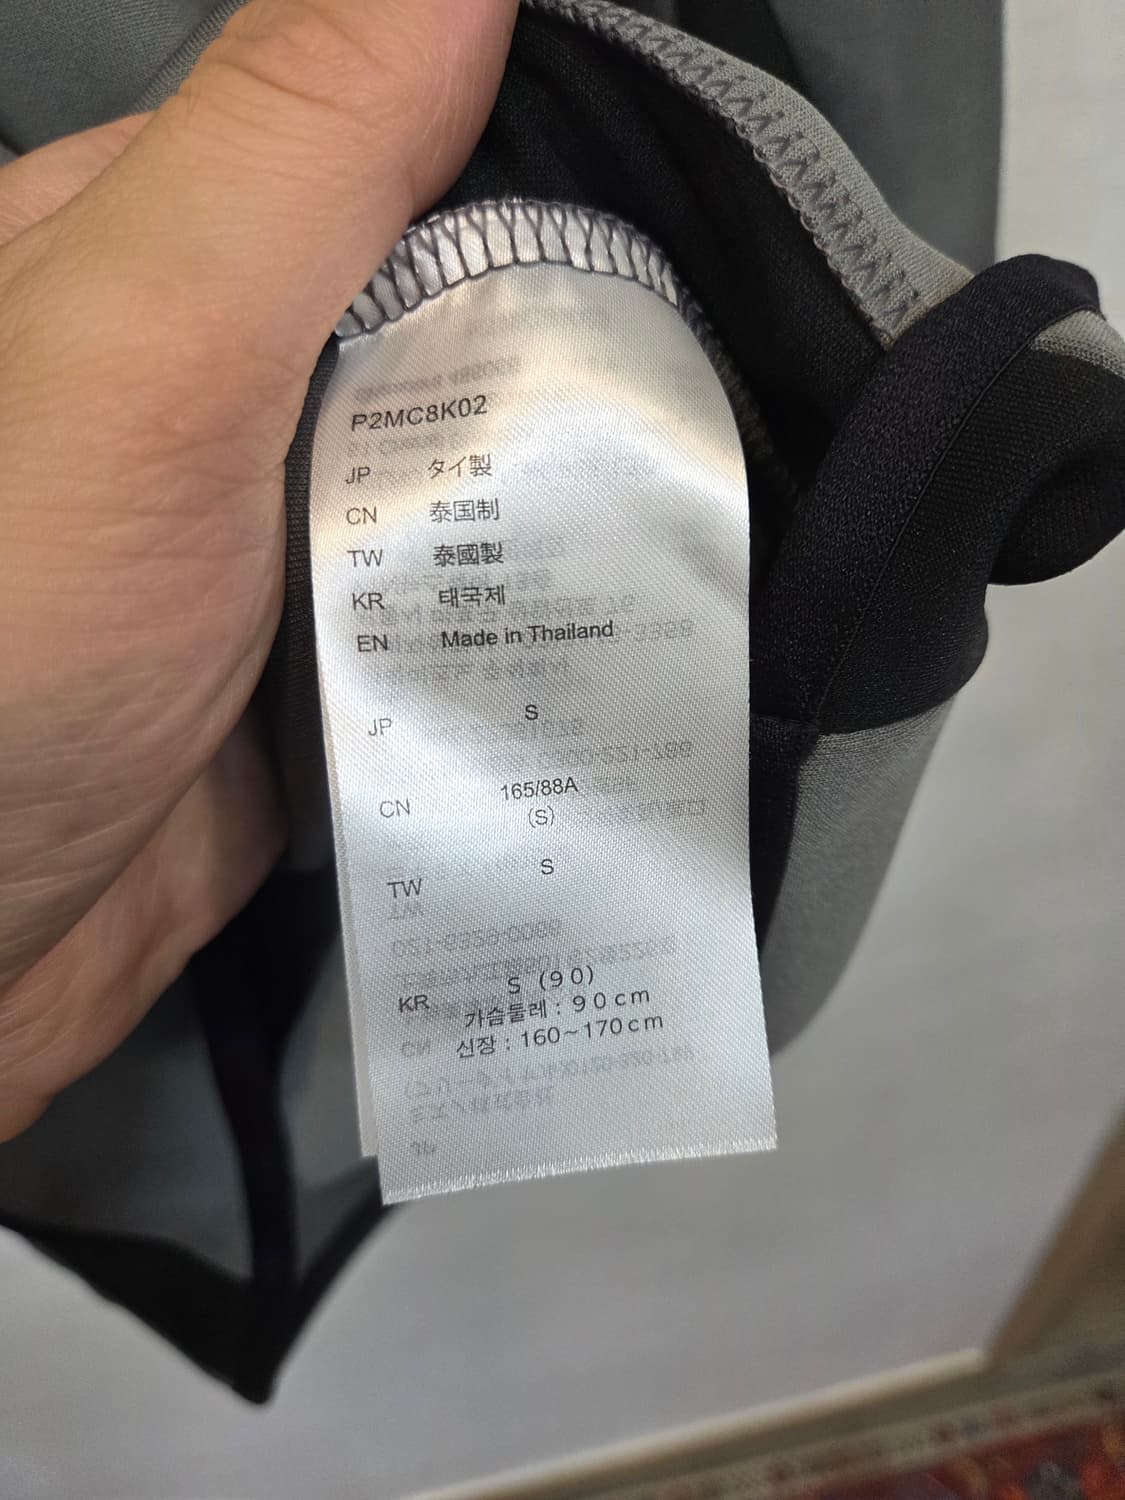 P2MC8K02
JP タイ製
CN 泰国制
TW 泰國製
KR 태국제
EN Made in Thailand
JP S
CN 165/88A
(S)
TW S
KR S (90)
가슴둘레 : 90cm
신장 : 160~170cm